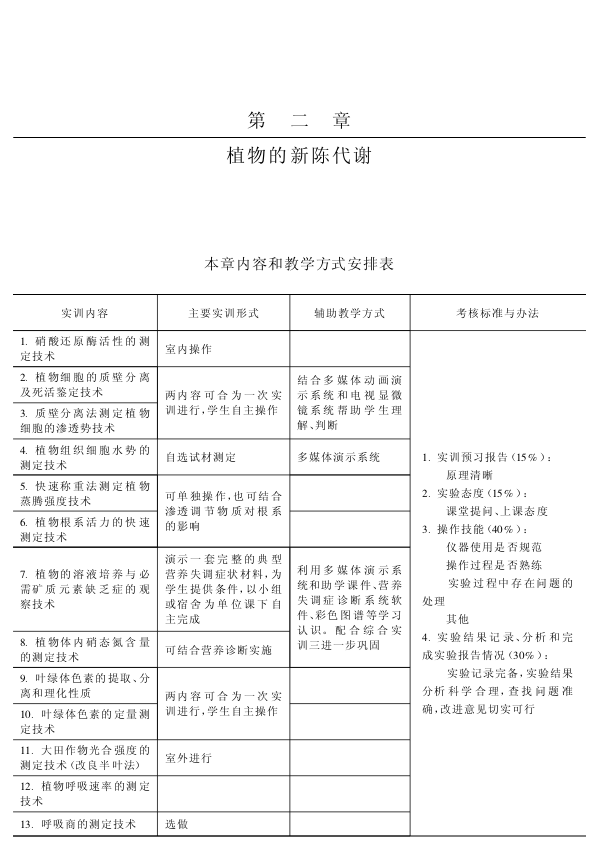 第 二 章
植物的新陈代谢
本章内容和教学方式安排表
实训内容
主要实训形式
辅助教学方式
考核标准与办法
1. 硝酸还原酶活性的测
定技术
室内操作
2. 植物细胞的质壁分离
及死活鉴定技术
3. 质壁分离法测定植物
细胞的渗透势技术
两内容可合为一次实
训进行,学生自主操作
结合多媒体动画演
示系统和电视显微
镜系统帮助学生理
解、判断
4. 植物组织细胞水势的
测定技术
自选试材测定
多媒体演示系统
5. 快速称重法测定植物
蒸腾强度技术
6. 植物根系活力的快速
测定技术
可单独操作,也可结合
渗透调节物质对根系
的影响
7. 植物的溶液培养与必
需矿质元素缺乏症的观
察技术
演示一套完整的典型
营养失调症状材料,为
学生提供条件,以小组
或宿舍为单位课下自
主完成
利用多媒体演示系
统和助学课件、营养
失调症诊断系统软
件、彩色图谱等学习
认识。配合综合实
训三进一步巩固
8. 植物体内硝态氮含量
的测定技术
可结合营养诊断实施
9. 叶绿体色素的提取、分
离和理化性质
10. 叶绿体色素的定量测
定技术
两内容可合为一次实
训进行,学生自主操作
11. 大田作物光合强度的
测定技术(改良半叶法)
室外进行
12. 植物呼吸速率的测定
技术
13. 呼吸商的测定技术
选做
1. 实训预习报告(15%):
原理清晰
2. 实验态度(15%):
课堂提问、上课态度
3. 操作技能(40%):
仪器使用是否规范
操作过程是否熟练
实验过程中存在问题的
处理
其他
4. 实验结果记录、分析和完
成实验报告情况(30%):
实验记录完备,实验结果
分析科学合理,查找问题准
确,改进意见切实可行